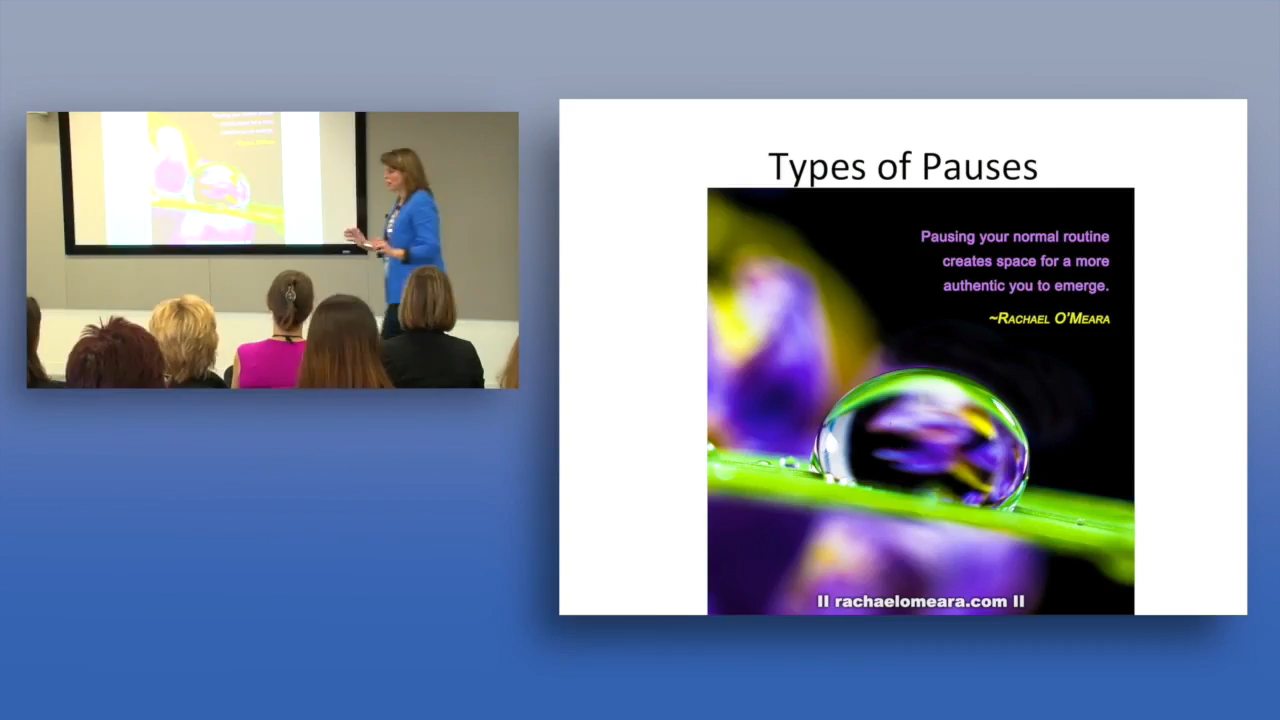 Types of Pauses
Pausing your normal routine
creates space for a more
authentic you to emerge.
~RACHAEL O'MEARA
II rachaelomeara.com II